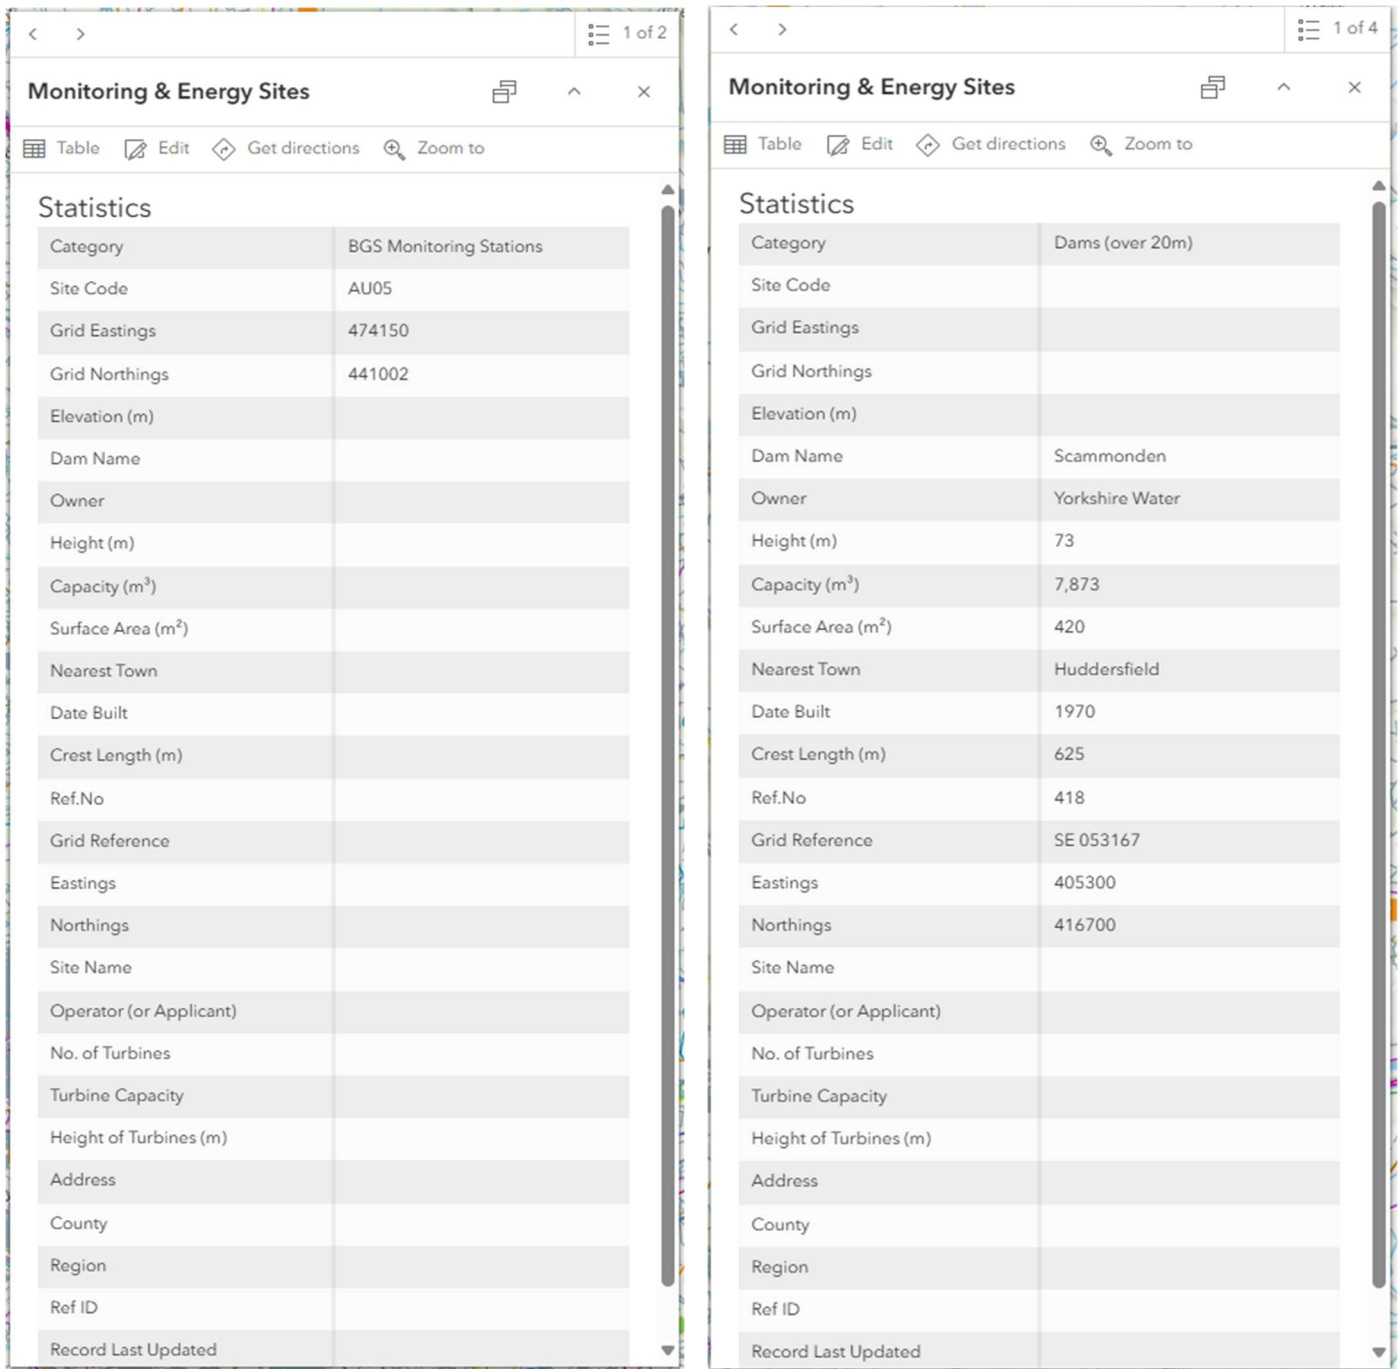 1 of 2
Monitoring & Energy Sites
Table Edit Get directions Zoom to
Statistics
Category BGS Monitoring Stations
Site Code AU05
Grid Eastings 474150
Grid Northings 441002
Elevation (m)
Dam Name
Owner
Height (m)
Capacity (m³)
Surface Area (m²)
Nearest Town
Date Built
Crest Length (m)
Ref.No
Grid Reference
Eastings
Northings
Site Name
Operator (or Applicant)
No. of Turbines
Turbine Capacity
Height of Turbines (m)
Address
County
Region
Ref ID
Record Last Updated
1 of 4
Monitoring & Energy Sites
Table Edit Get directions Zoom to
Statistics
Category Dams (over 20m)
Site Code
Grid Eastings
Grid Northings
Elevation (m)
Dam Name Scammonden
Owner Yorkshire Water
Height (m) 73
Capacity (m³) 7,873
Surface Area (m²) 420
Nearest Town Huddersfield
Date Built 1970
Crest Length (m) 625
Ref.No 418
Grid Reference SE 053167
Eastings 405300
Northings 416700
Site Name
Operator (or Applicant)
No. of Turbines
Turbine Capacity
Height of Turbines (m)
Address
County
Region
Ref ID
Record Last Updated